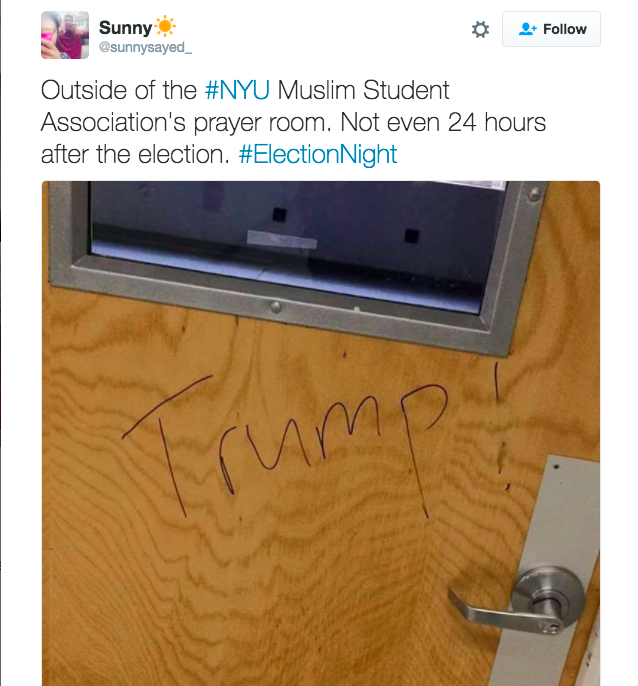 Sunny☀️
@sunnysayed_
Follow
Outside of the #NYU Muslim Student
Association's prayer room. Not even 24 hours
after the election. #ElectionNight
Trump!